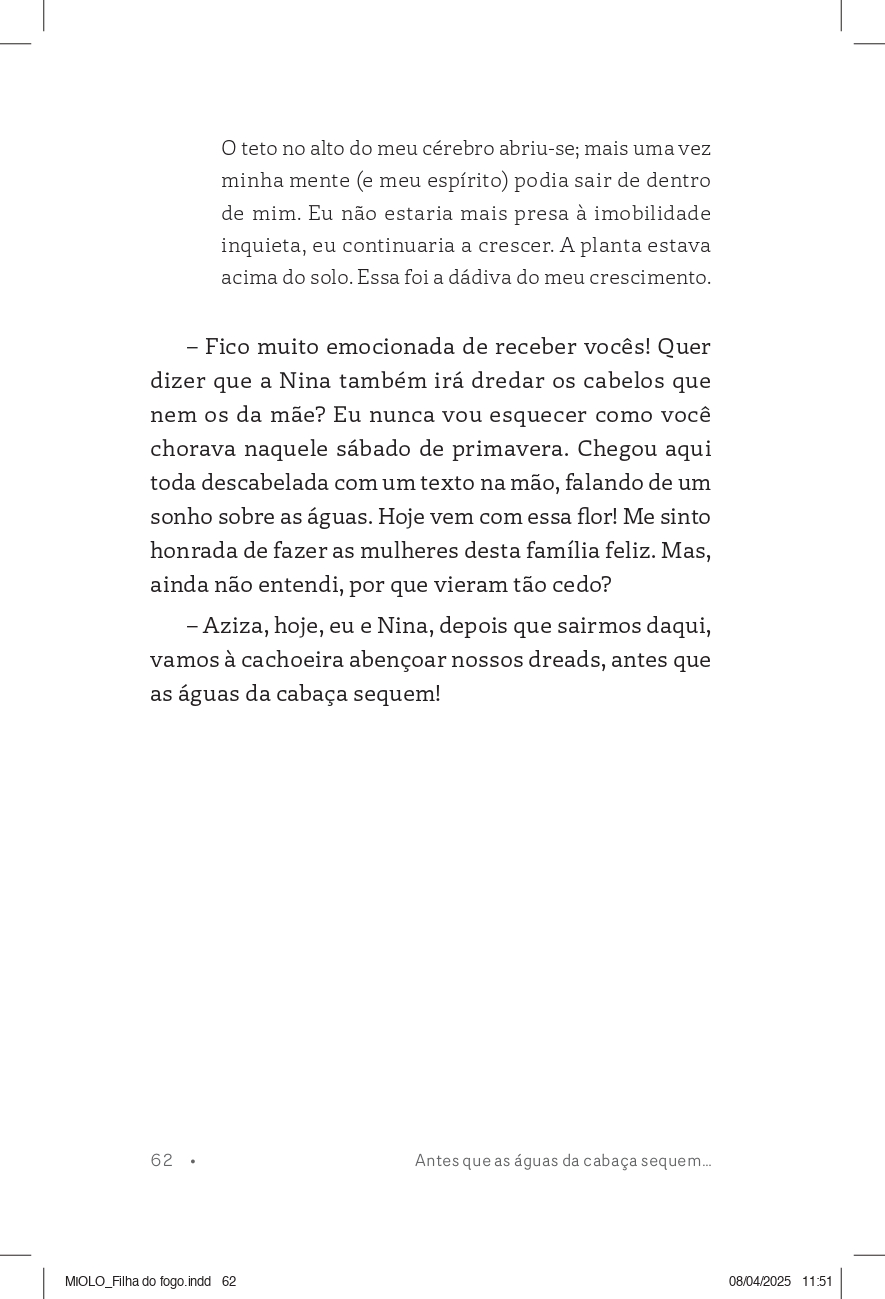 O teto no alto do meu cérebro abriu-se; mais uma vez
minha mente (e meu espírito) podia sair de dentro
de mim. Eu não estaria mais presa à imobilidade
inquieta, eu continuaria a crescer. A planta estava
acima do solo. Essa foi a dádiva do meu crescimento.
– Fico muito emocionada de receber vocês! Quer
dizer que a Nina também irá dredar os cabelos que
nem os da mãe? Eu nunca vou esquecer como você
chorava naquele sábado de primavera. Chegou aqui
toda descabelada com um texto na mão, falando de um
sonho sobre as águas. Hoje vem com essa flor! Me sinto
honrada de fazer as mulheres desta família feliz. Mas,
ainda não entendi, por que vieram tão cedo?
– Aziza, hoje, eu e Nina, depois que sairmos daqui,
vamos à cachoeira abençoar nossos dreads, antes que
as águas da cabaça sequem!
62 • Antes que as águas da cabaça sequem...
MIOLO_Filha do fogo.indd 62 08/04/2025 11:51